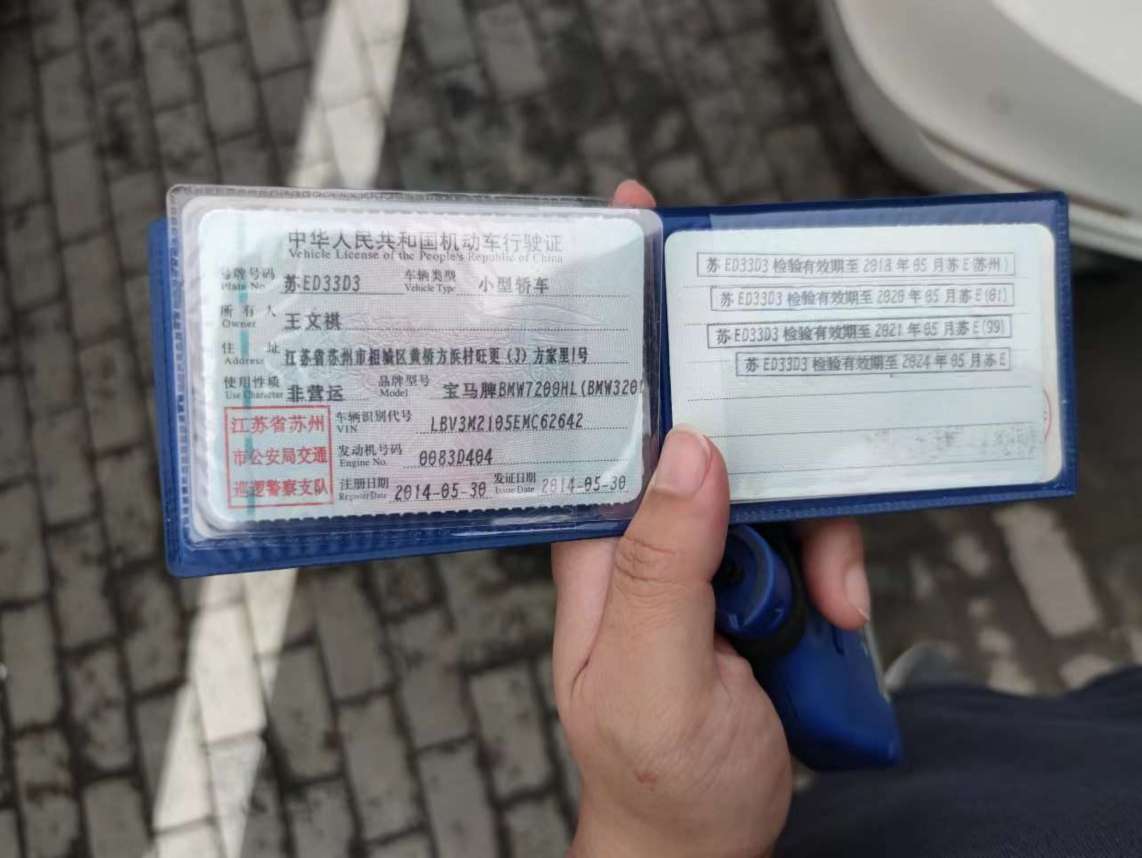 中华人民共和国机动车行驶证
Vehicle License of the People's Republic of China
号牌号码 苏ED33D3 车辆类型 小型轿车
Plate No. Vehicle Type
所有人 王文祺
Owner
住址 江苏省苏州市相城区黄桥方浜村旺更(3)方家里1号
Address
使用性质 非营运 品牌型号 宝马牌BMW7200HL(BMW320
Use Character Model
江苏省苏州
市公安局交通
巡逻警察支队
车辆识别代号 LBV3M2105EMC62642
VIN
发动机号码 0083D404
Engine No.
注册日期 2014-05-30 发证日期 2014-05-30
Register Date Issue Date
苏ED33D3 检验有效期至2018年05月苏E(苏州)
苏ED33D3 检验有效期至2020年05月苏E(01)
苏ED33D3 检验有效期至2021年05月苏E(99)
苏ED33D3 检验有效期至2024年05月苏E